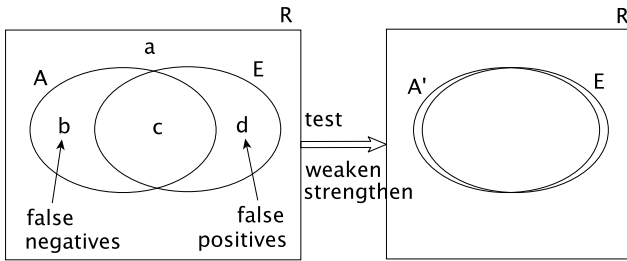 R
a
A
E
b
c
d
false
negatives
false
positives
test
weaken
strengthen
R
A'
E